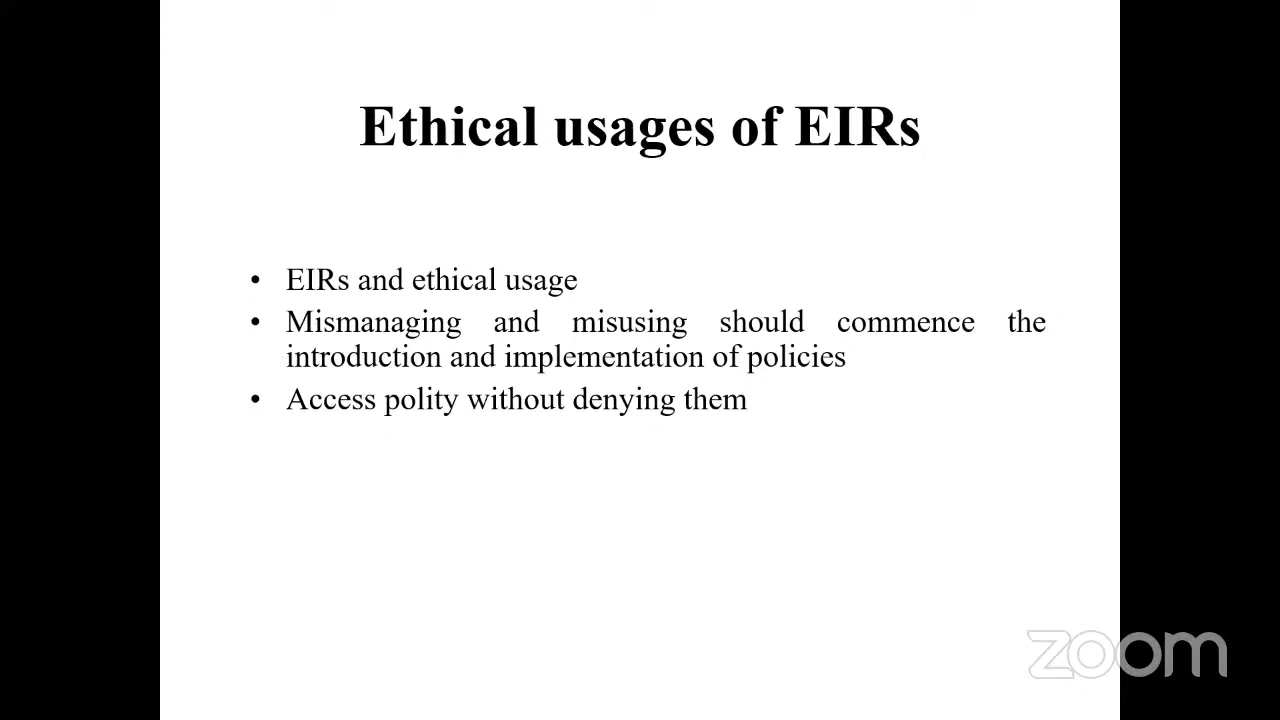 Ethical usages of EIRs
• EIRs and ethical usage
• Mismanaging and misusing should commence the
introduction and implementation of policies
• Access polity without denying them
zoom